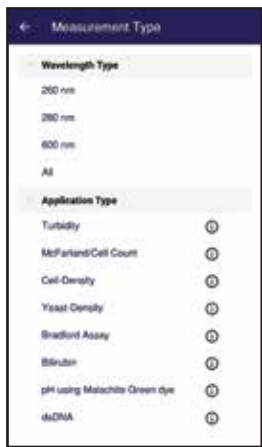 Measurement Type
Wavelength Type
260 nm
280 nm
600 nm
All
Application Type
Turbidity
McFarland/Cell Count
Cell-Density
Yeast-Density
Bradford Assay
Bilirubin
pH using Malachite Green dye
dsDNA